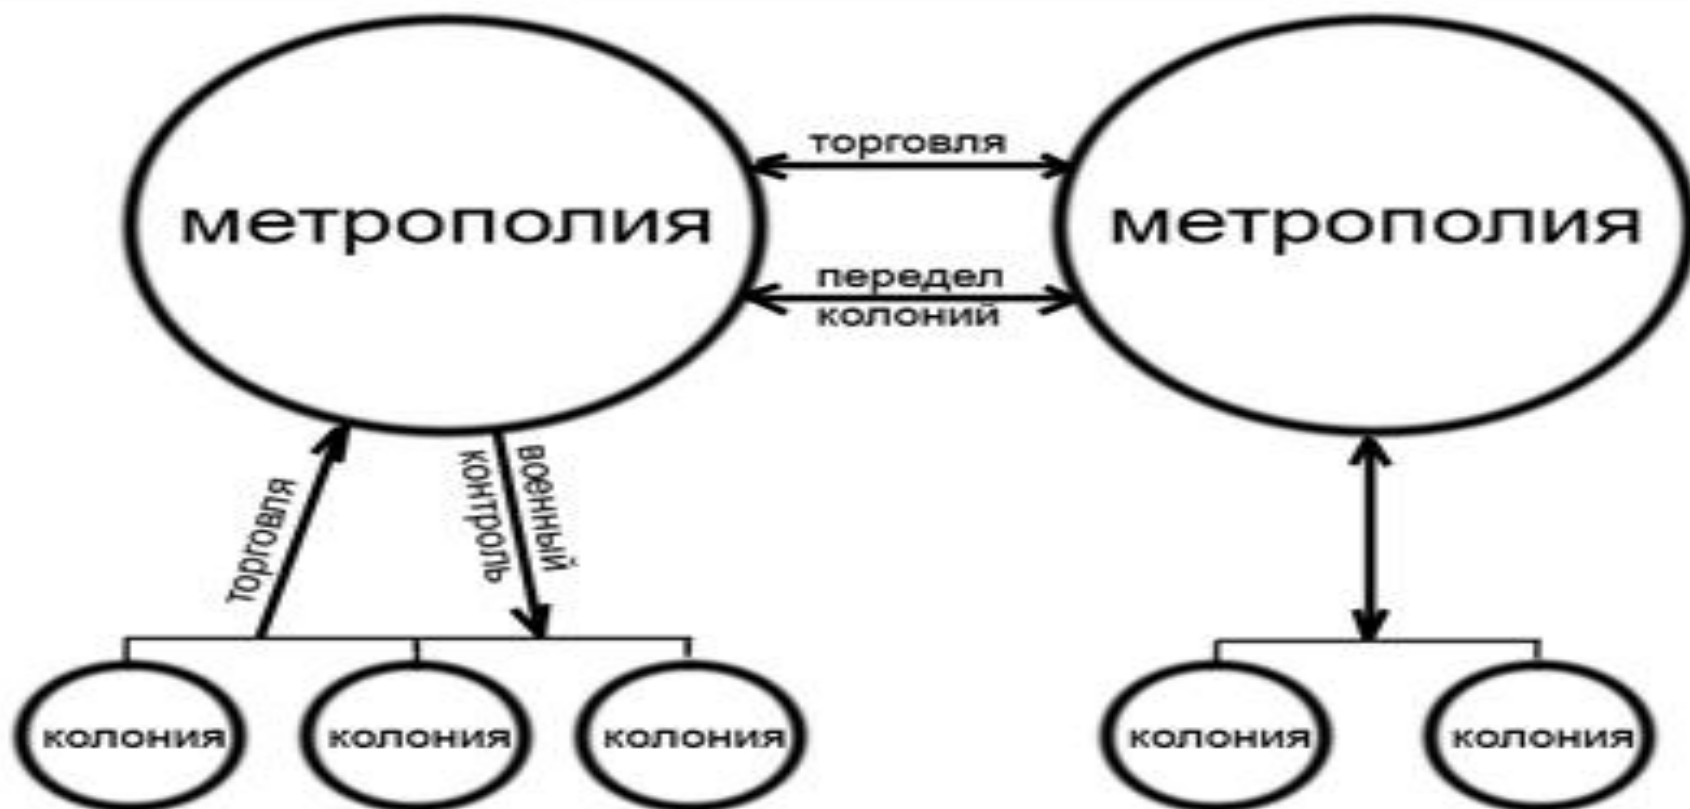 торговля
метрополия
метрополия
передел
колоний
торговля
военный
контроль
колония
колония
колония
колония
колония